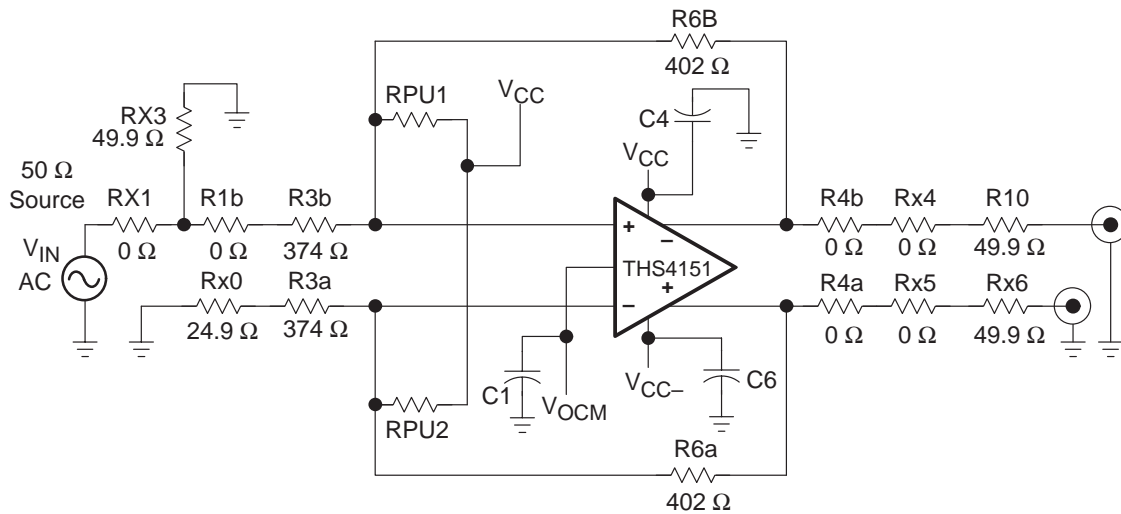 R6B
402 Ω
RPU1
VCC
RX3
49.9 Ω
C4
VCC
50 Ω
Source
RX1
R1b
R3b
R4b
Rx4
R10
+
−
0 Ω
0 Ω
374 Ω
0 Ω
0 Ω
49.9 Ω
VIN
AC
THS4151
Rx0
R3a
R4a
Rx5
Rx6
+
−
24.9 Ω
374 Ω
0 Ω
0 Ω
49.9 Ω
C1
VCC−
C6
VOCM
RPU2
R6a
402 Ω